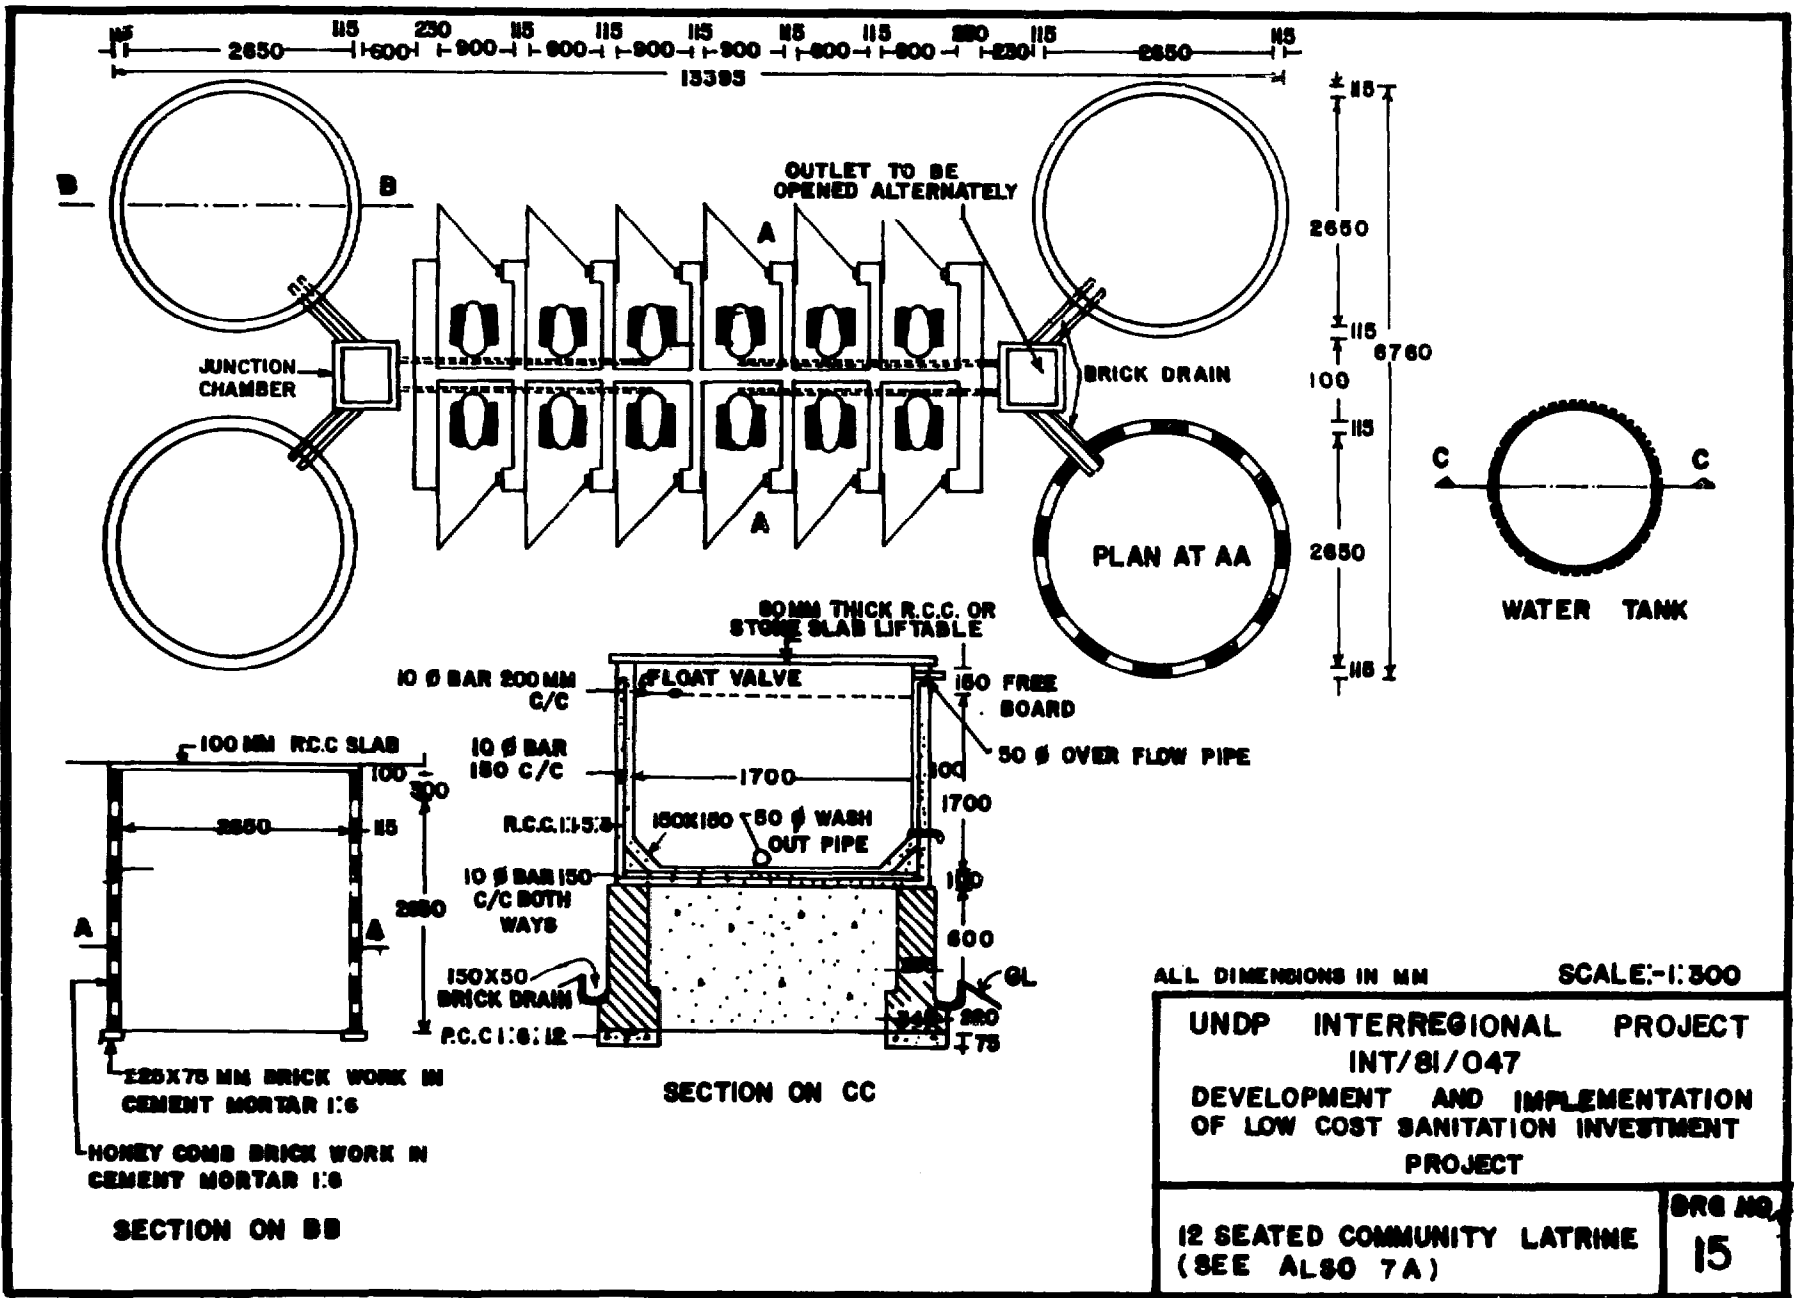 115 115 230 115 115 115 115 115 115
2650 600 900 900 900 900 900 900 230 2650
13395
115
OUTLET TO BE
OPENED ALTERNATELY
B B
A
2650
115
6760
JUNCTION
CHAMBER
BRICK DRAIN
100
115
C C
A
PLAN AT AA
2650
WATER TANK
115
MM THICK R.C.C. OR
STONE SLAB LIFTABLE
10 Ø BAR 200 MM
C/C
FLOAT VALVE
150 FREE
BOARD
100 MM R.C.C SLAB
10 Ø BAR
150 C/C
50 Ø OVER FLOW PIPE
100
300
1700
100
1700
2650
115
R.C.C.1:1·5:3
150X150
50 Ø WASH
OUT PIPE
10 Ø BAR 150
C/C BOTH
WAYS
100
2650
A A
600
150X50
BRICK DRAIN
GL
P.C.C 1:6:12
220
75
ALL DIMENSIONS IN MM
SCALE:-1:300
X75 MM BRICK WORK IN
CEMENT MORTAR 1:6
SECTION ON CC
HONEY COMB BRICK WORK IN
CEMENT MORTAR 1:6
SECTION ON BB
UNDP INTERREGIONAL PROJECT
INT/81/047
DEVELOPMENT AND IMPLEMENTATION
OF LOW COST SANITATION INVESTMENT
PROJECT
12 SEATED COMMUNITY LATRINE
(SEE ALSO 7A)
DRG NO.
15